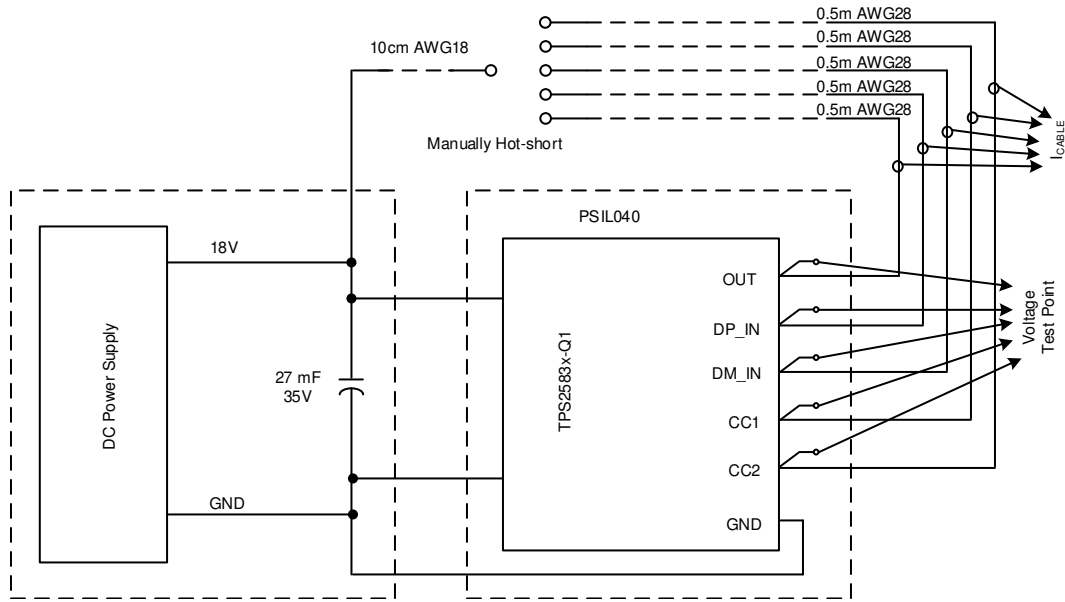 0.5m AWG28
0.5m AWG28
10cm AWG18
0.5m AWG28
0.5m AWG28
0.5m AWG28
Manually Hot-short
ICABLE
PSIL040
18V
OUT
DP_IN
DM_IN
CC1
CC2
GND
Voltage
Test Point
DC Power Supply
27 mF
35V
TPS2583x-Q1
GND